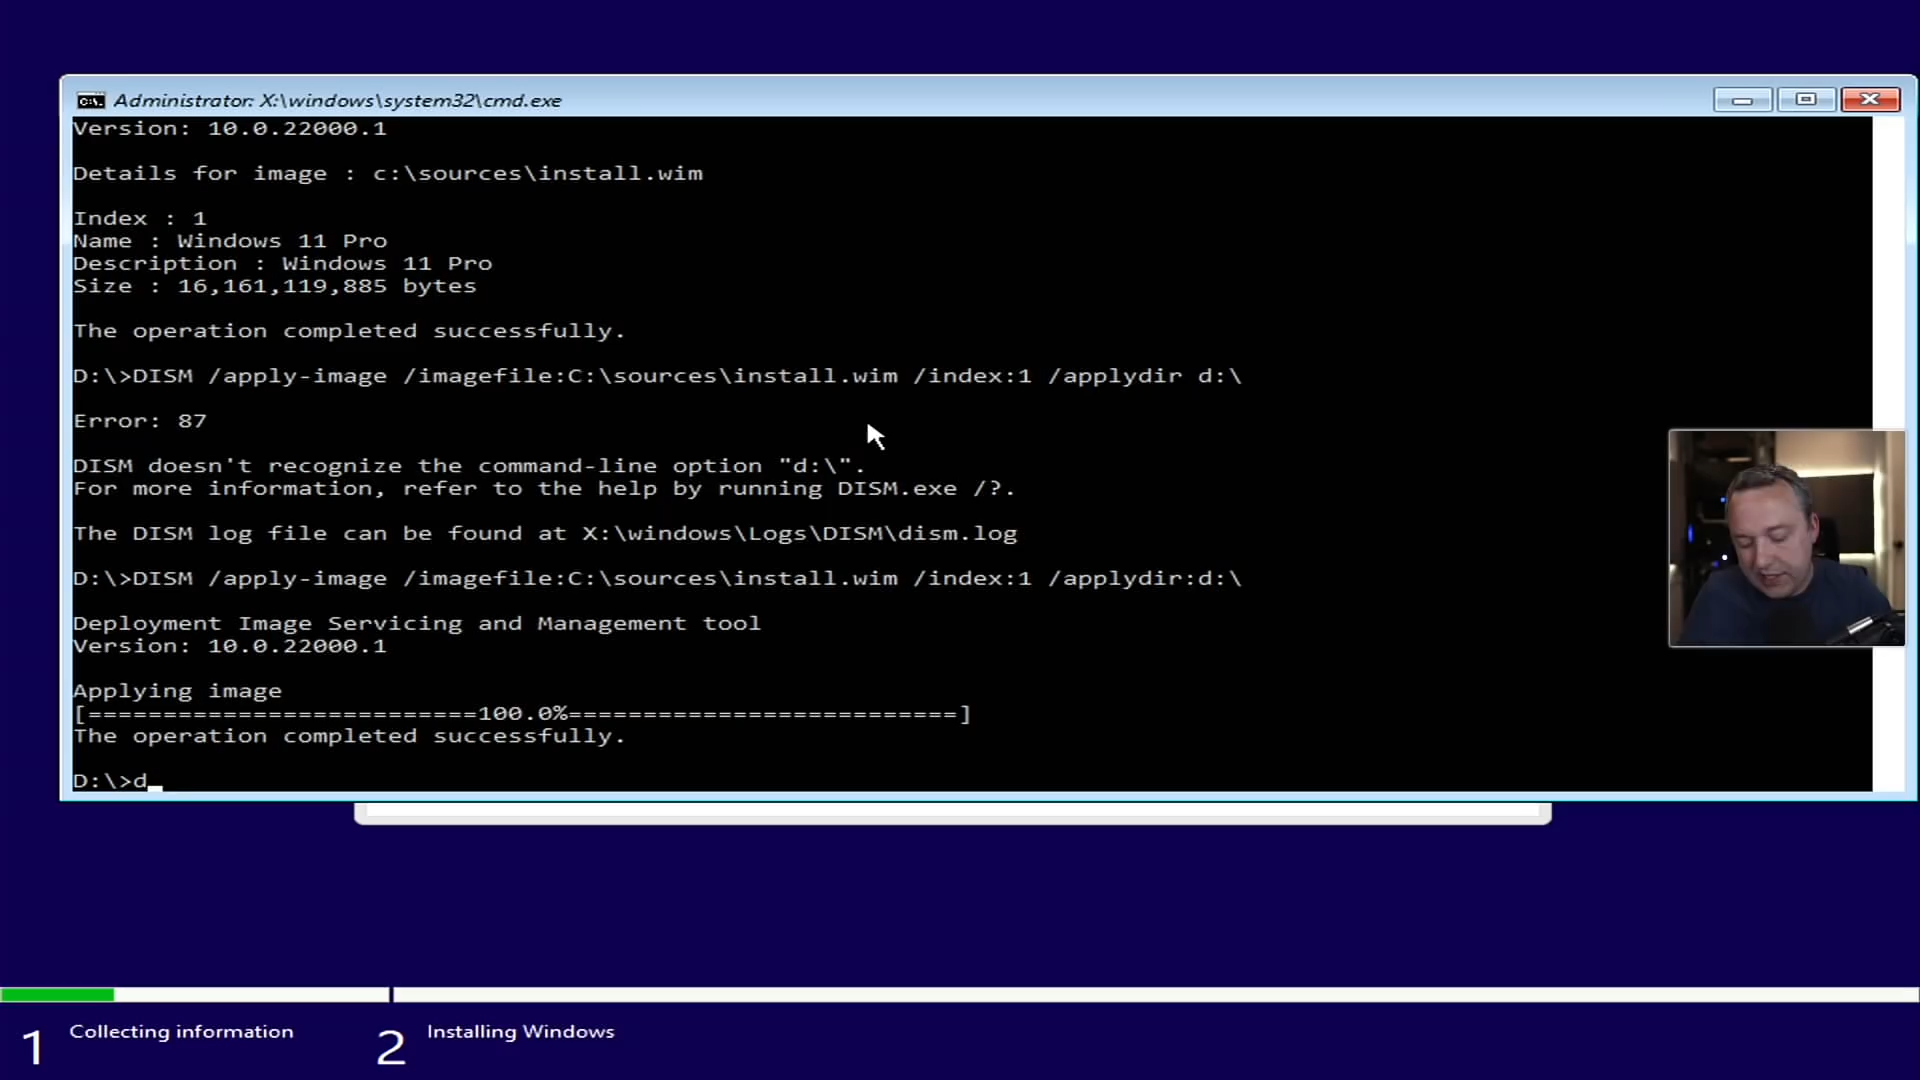 Administrator: X:\windows\system32\cmd.exe
Version: 10.0.22000.1
Details for image : c:\sources\install.wim
Index : 1
Name : Windows 11 Pro
Description : Windows 11 Pro
Size : 16,161,119,885 bytes
The operation completed successfully.
D:\>DISM /apply-image /imagefile:C:\sources\install.wim /index:1 /applydir d:\
Error: 87
DISM doesn't recognize the command-line option "d:\".
For more information, refer to the help by running DISM.exe /?.
The DISM log file can be found at X:\windows\Logs\DISM\dism.log
D:\>DISM /apply-image /imagefile:C:\sources\install.wim /index:1 /applydir:d:\
Deployment Image Servicing and Management tool
Version: 10.0.22000.1
Applying image
[==========================100.0%==========================]
The operation completed successfully.
D:\>d_
1 Collecting information
2 Installing Windows